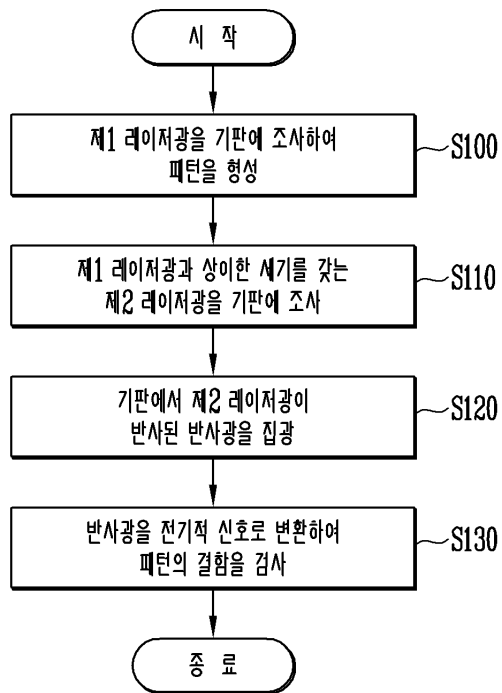 시 작
제1 레이저광을 기판에 조사하여
패턴을 형성
S100
제1 레이저광과 상이한 세기를 갖는
제2 레이저광을 기판에 조사
S110
기판에서 제2 레이저광이
반사된 반사광을 집광
S120
반사광을 전기적 신호로 변환하여
패턴의 결함을 검사
S130
종 료